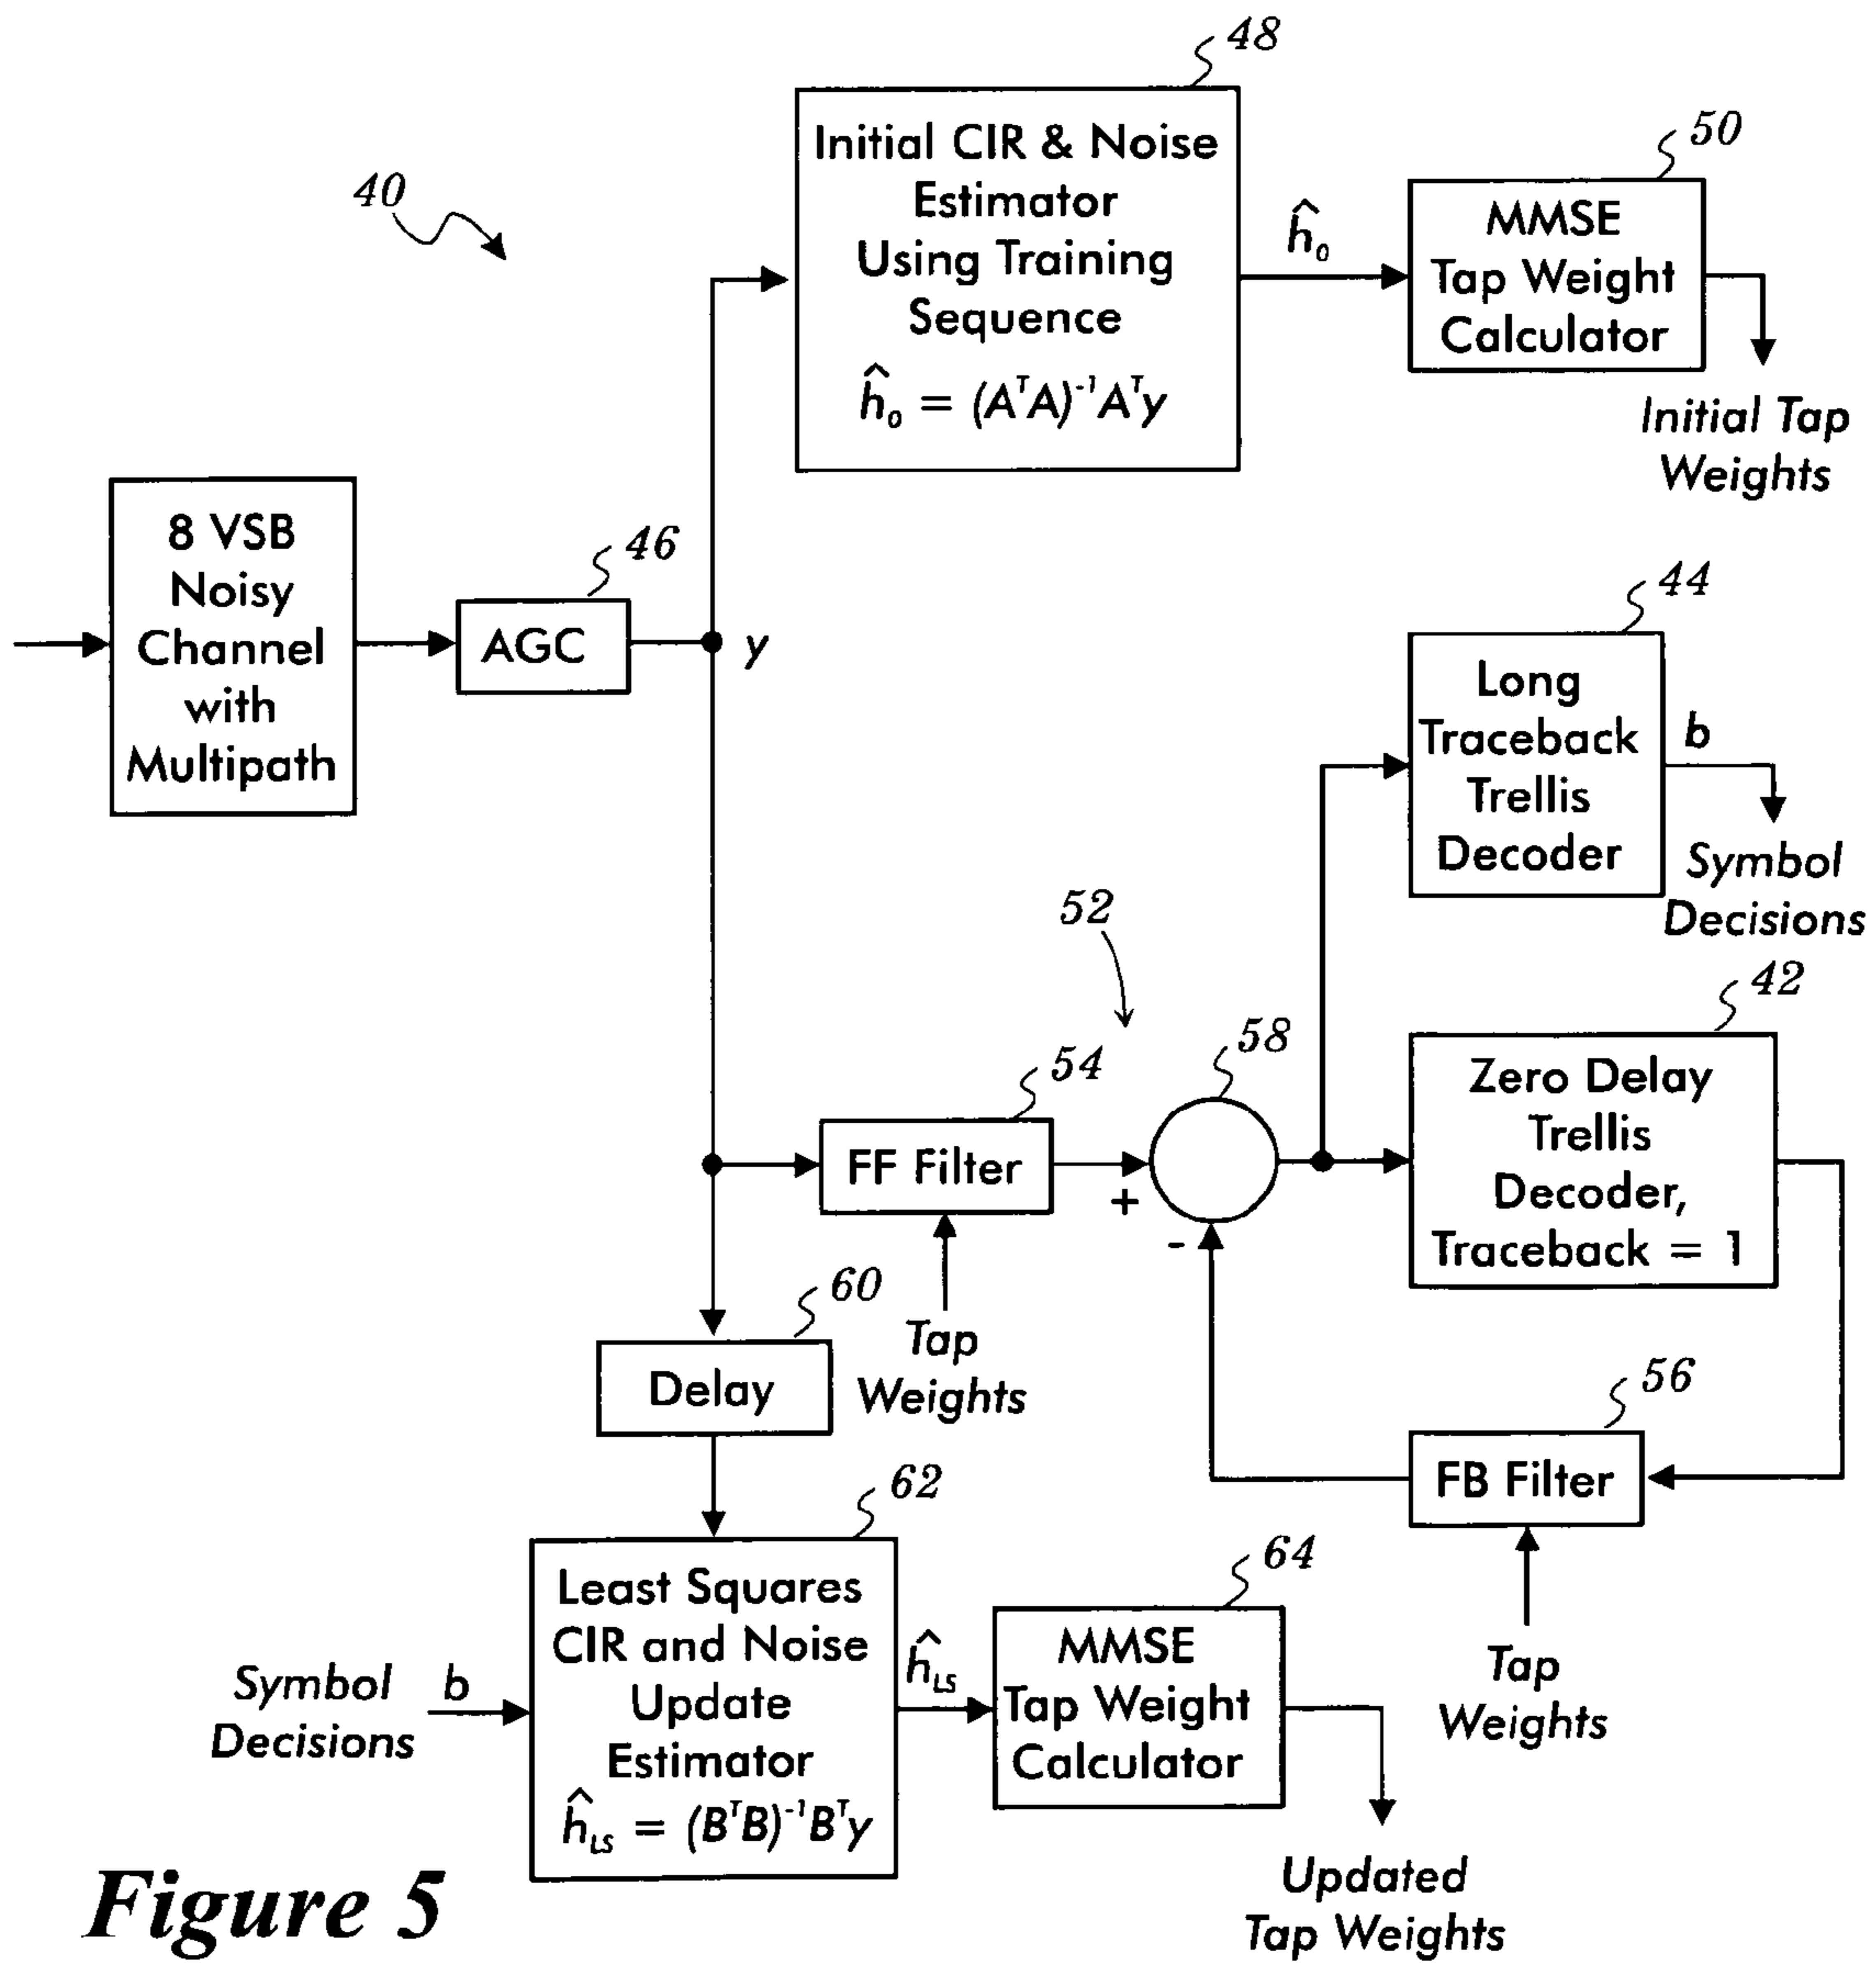 48
Initial CIR & Noise
Estimator
Using Training
Sequence
ĥ₀ = (AᵀA)⁻¹Aᵀy
40
ĥ₀
50
MMSE
Tap Weight
Calculator
Initial Tap
Weights
8 VSB
Noisy
Channel
with
Multipath
46
AGC
y
44
Long
Traceback
Trellis
Decoder
b
Symbol
Decisions
52
54
FF Filter
Tap
Weights
58
+
-
42
Zero Delay
Trellis
Decoder,
Traceback = 1
56
FB Filter
Tap
Weights
60
Delay
62
Least Squares
CIR and Noise
Update
Estimator
ĥLS = (BᵀB)⁻¹Bᵀy
Symbol
Decisions
b
ĥLS
64
MMSE
Tap Weight
Calculator
Updated
Tap Weights
Figure 5